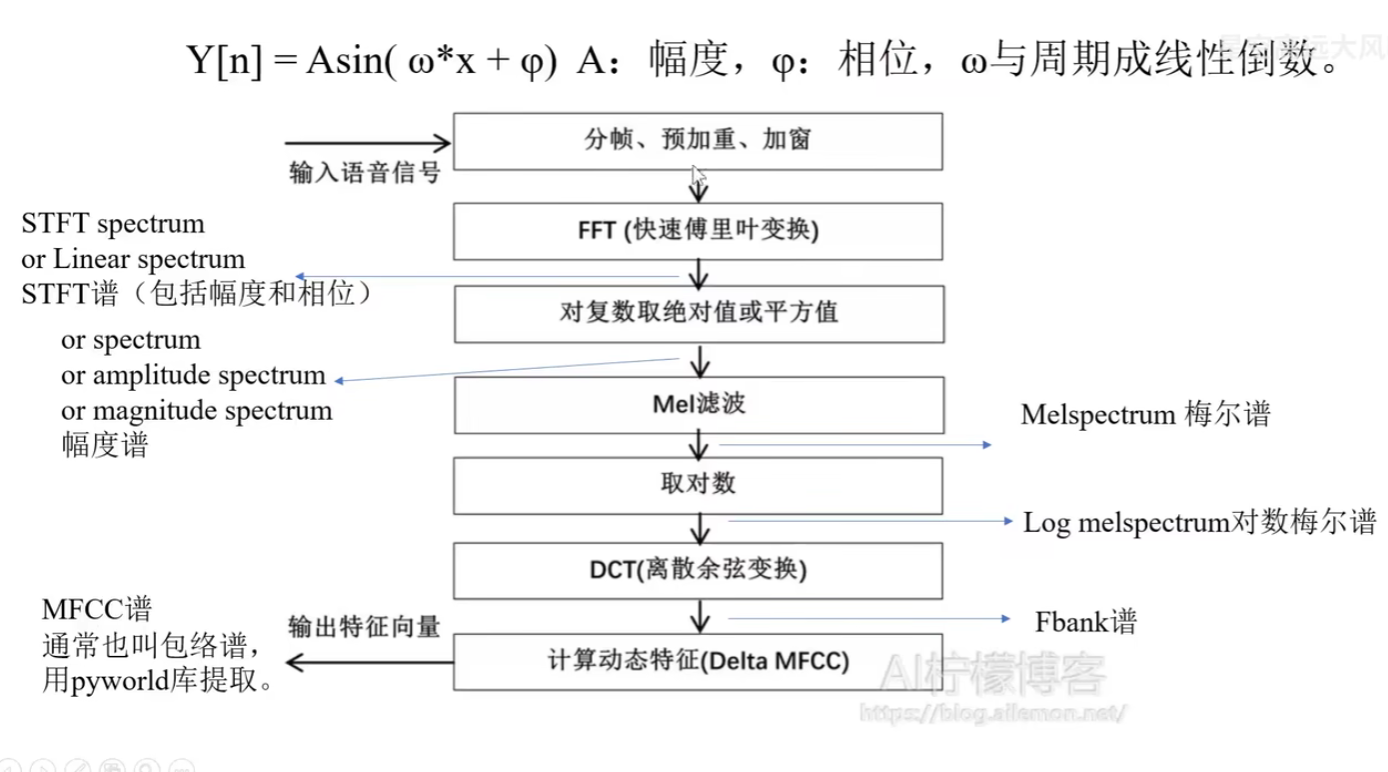 Y[n] = Asin( ω*x + φ) A：幅度，φ：相位，ω与周期成线性倒数。
分帧、预加重、加窗
输入语音信号
FFT (快速傅里叶变换)
STFT spectrum
or Linear spectrum
STFT谱（包括幅度和相位）
对复数取绝对值或平方值
or spectrum
or amplitude spectrum
or magnitude spectrum
幅度谱
Mel滤波
Melspectrum 梅尔谱
取对数
Log melspectrum对数梅尔谱
DCT(离散余弦变换)
Fbank谱
MFCC谱
通常也叫包络谱，
用pyworld库提取。
输出特征向量
计算动态特征(Delta MFCC)
AI柠檬博客
https://blog.ailemon.net/